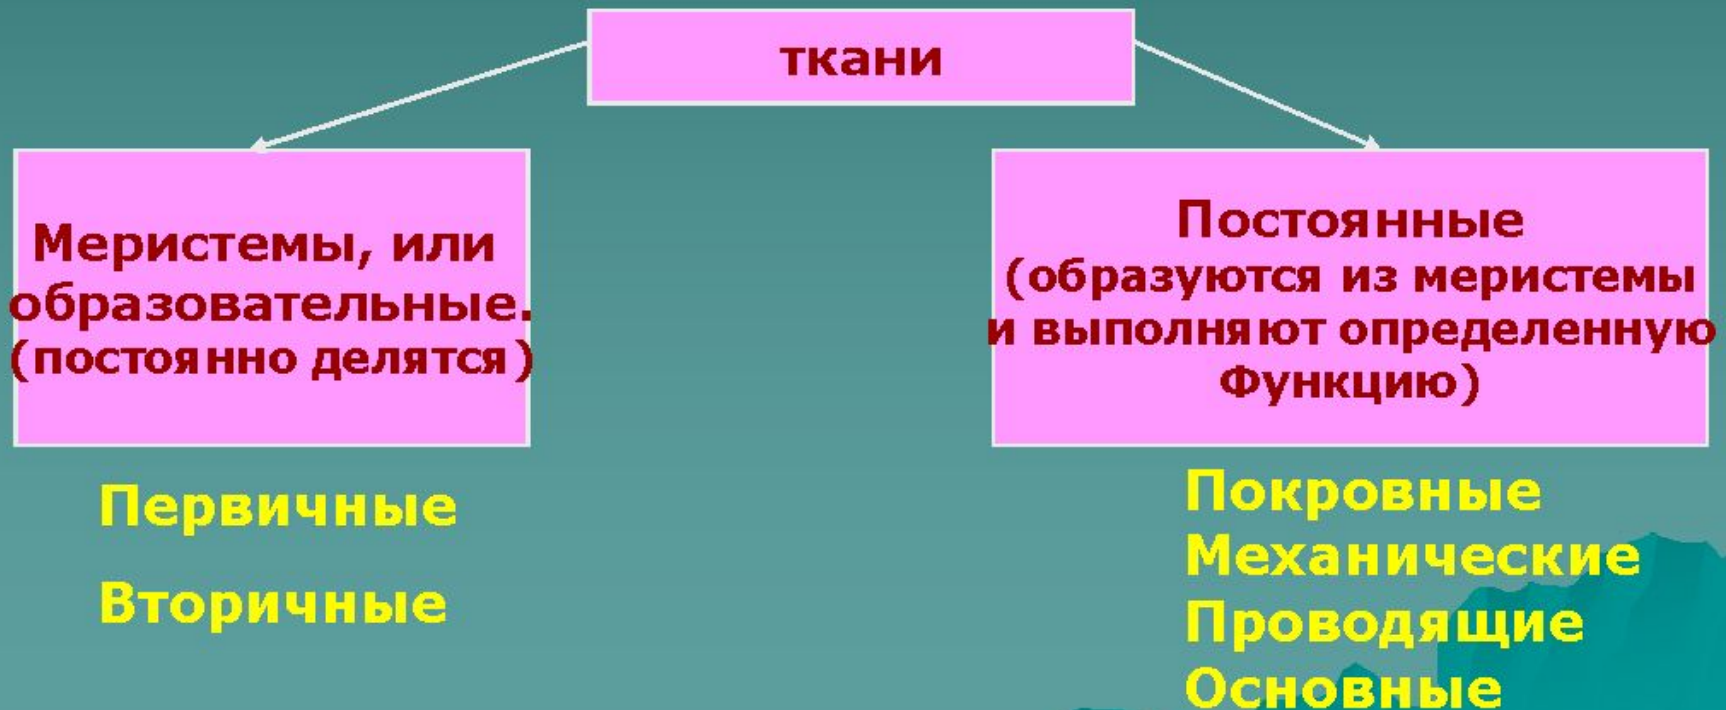 ткани
Меристемы, или
образовательные.
(постоянно делятся)
Первичные
Вторичные
Постоянные
(образуются из меристемы
и выполняют определенную
Функцию)
Покровные
Механические
Проводящие
Основные